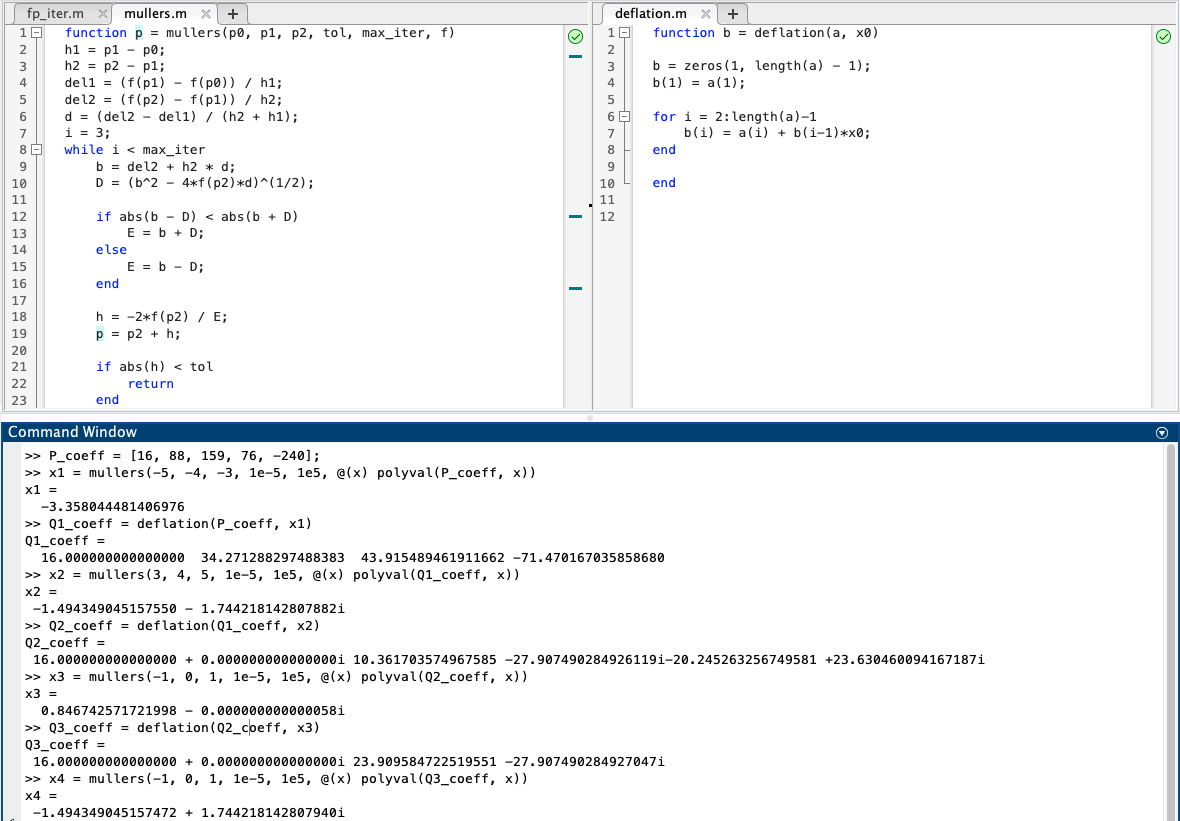 fp_iter.m × mullers.m × +
1 function p = mullers(p0, p1, p2, tol, max_iter, f)
2 h1 = p1 - p0;
3 h2 = p2 - p1;
4 del1 = (f(p1) - f(p0)) / h1;
5 del2 = (f(p2) - f(p1)) / h2;
6 d = (del2 - del1) / (h2 + h1);
7 i = 3;
8 while i < max_iter
9 b = del2 + h2 * d;
10 D = (b^2 - 4*f(p2)*d)^(1/2);
11
12 if abs(b - D) < abs(b + D)
13 E = b + D;
14 else
15 E = b - D;
16 end
17
18 h = -2*f(p2) / E;
19 p = p2 + h;
20
21 if abs(h) < tol
22 return
23 end
deflation.m × +
1 function b = deflation(a, x0)
2
3 b = zeros(1, length(a) - 1);
4 b(1) = a(1);
5
6 for i = 2:length(a)-1
7 b(i) = a(i) + b(i-1)*x0;
8 end
9
10 end
11
12
Command Window
>> P_coeff = [16, 88, 159, 76, -240];
>> x1 = mullers(-5, -4, -3, 1e-5, 1e5, @(x) polyval(P_coeff, x))
x1 =
-3.358044481406976
>> Q1_coeff = deflation(P_coeff, x1)
Q1_coeff =
16.000000000000000 34.271288297488383 43.915489461911662 -71.470167035858680
>> x2 = mullers(3, 4, 5, 1e-5, 1e5, @(x) polyval(Q1_coeff, x))
x2 =
-1.494349045157550 - 1.744218142807882i
>> Q2_coeff = deflation(Q1_coeff, x2)
Q2_coeff =
16.000000000000000 + 0.000000000000000i 10.361703574967585 -27.907490284926119i-20.245263256749581 +23.630460094167187i
>> x3 = mullers(-1, 0, 1, 1e-5, 1e5, @(x) polyval(Q2_coeff, x))
x3 =
0.846742571721998 - 0.000000000000058i
>> Q3_coeff = deflation(Q2_coeff, x3)
Q3_coeff =
16.000000000000000 + 0.000000000000000i 23.909584722519551 -27.907490284927047i
>> x4 = mullers(-1, 0, 1, 1e-5, 1e5, @(x) polyval(Q3_coeff, x))
x4 =
-1.494349045157472 + 1.744218142807940i